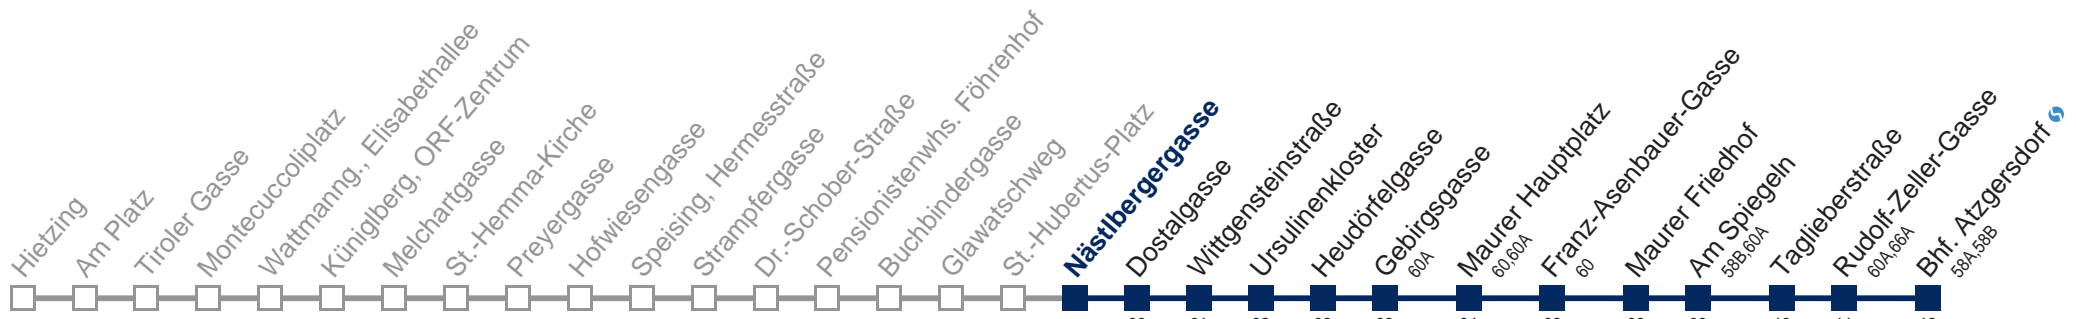 Hietzing
Am Platz
Tiroler Gasse
Montecuccoliplatz
Wattmanng., Elisabethallee
Küniglberg, ORF-Zentrum
Melchartgasse
St.-Hemma-Kirche
Preyergasse
Hofwiesengasse
Speising, Hermesstraße
Strampfergasse
Dr.-Schober-Straße
Pensionistenwhs. Föhrenhof
Buchbindergasse
Glawatschweg
St.-Hubertus-Platz
Nästlbergergasse
Dostalgasse
Wittgensteinstraße
Ursulinenkloster
Heudörfelgasse
Gebirgsgasse
60A
Maurer Hauptplatz
60,60A
Franz-Asenbauer-Gasse
60
Maurer Friedhof
Am Spiegeln
58B,60A
Taglieberstraße
Rudolf-Zeller-Gasse
60A,66A
Bhf. Atzgersdorf
58A,58B